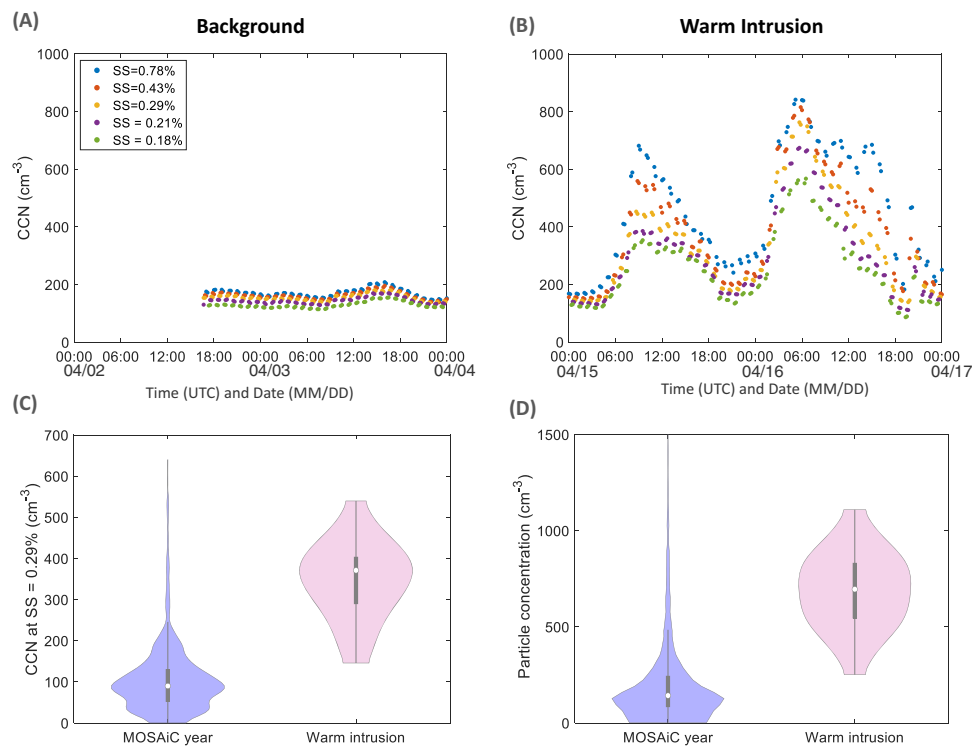 (A)
Background
1000
800
600
400
200
0
CCN (cm-3)
SS=0.78%
SS=0.43%
SS=0.29%
SS = 0.21%
SS = 0.18%
00:00 06:00 12:00 18:00 00:00 06:00 12:00 18:00 00:00
04/02 04/03 04/04
Time (UTC) and Date (MM/DD)
(B)
Warm Intrusion
1000
800
600
400
200
0
CCN (cm-3)
00:00 06:00 12:00 18:00 00:00 06:00 12:00 18:00 00:00
04/15 04/16 04/17
Time (UTC) and Date (MM/DD)
(C)
700
600
500
400
300
200
100
0
CCN at SS = 0.29% (cm-3)
MOSAiC year Warm intrusion
(D)
1500
1000
500
0
Particle concentration (cm-3)
MOSAiC year Warm intrusion